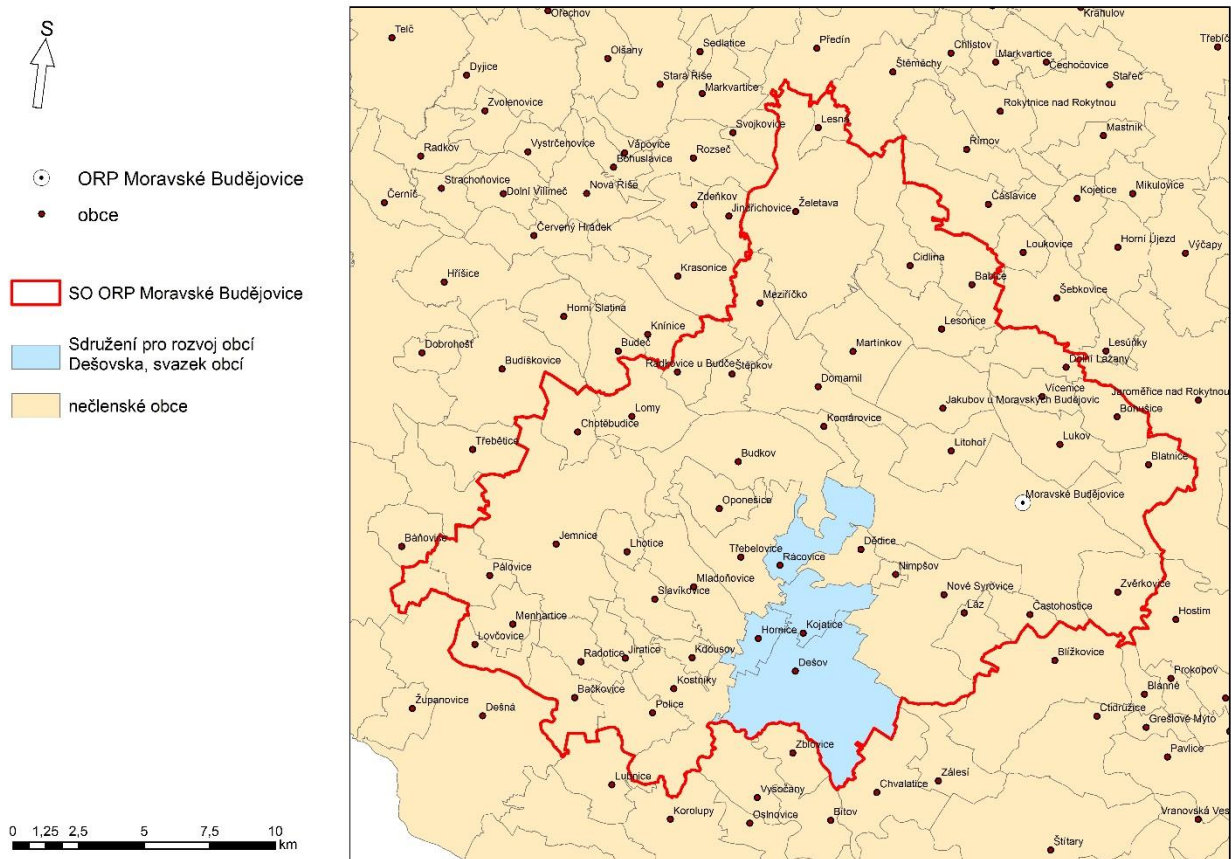 S
ORP Moravské Budějovice
obce
SO ORP Moravské Budějovice
Sdružení pro rozvoj obcí
Dešovska, svazek obcí
nečlenské obce
0 1,25 2,5 5 7,5 10
km
Ořechov
Krahulov
Telč
Olšany
Sedlatice
Předín
Chlístov
Markvartice
Třebíč
Čechočovice
Dyjice
Štěměchy
Stará Říše
Markvartice
Stařeč
Zvolenovice
Rokytnice nad Rokytnou
Svojkovice
Lesná
Mastník
Radkov
Vystrčenovice
Vápovice
Bohuslavice
Rozseč
Římov
Strachoňovice
Dolní Vilímeč
Nová Říše
Černíč
Zdeňkov
Jindřichovice
Želetava
Čáslavice
Kojetice
Mikulovice
Červený Hrádek
Loukovice
Horní Újezd
Výčapy
Hříšice
Krasonice
Cidlina
Babice
Meziříčko
Šebkovice
Horní Slatina
Knínice
Lesonice
Dobrohošť
Budeč
Martínkov
Lesůňky
Dolní Lažany
Budíškovice
Radkovice u Budče
Štěpkov
Domamil
Vícenice
Jaroměřice nad Rokytnou
Jakubov u Moravských Budějovic
Bohušice
Lomy
Chotěbudice
Komárovice
Třebětice
Litohoř
Lukov
Budkov
Blatnice
Oponešice
Moravské Budějovice
Báňovice
Jemnice
Lhotice
Třebelovice
Rácovice
Dědice
Pálovice
Mladoňovice
Nimpšov
Slavíkovice
Nové Syrovice
Zvěrkovice
Láz
Častohostice
Hostim
Menhartice
Lovčovice
Hornice
Kojatice
Radotice
Jiratice
Kdousov
Dešov
Blížkovice
Prokopov
Bačkovice
Kostníky
Blanné
Županovice
Dešná
Police
Ctidružice
Grešlové Mýto
Zblovice
Pavlice
Lubnice
Zálesí
Vysočany
Chvalatice
Korolupy
Oslnovice
Bítov
Vranovská Ves
Štítary